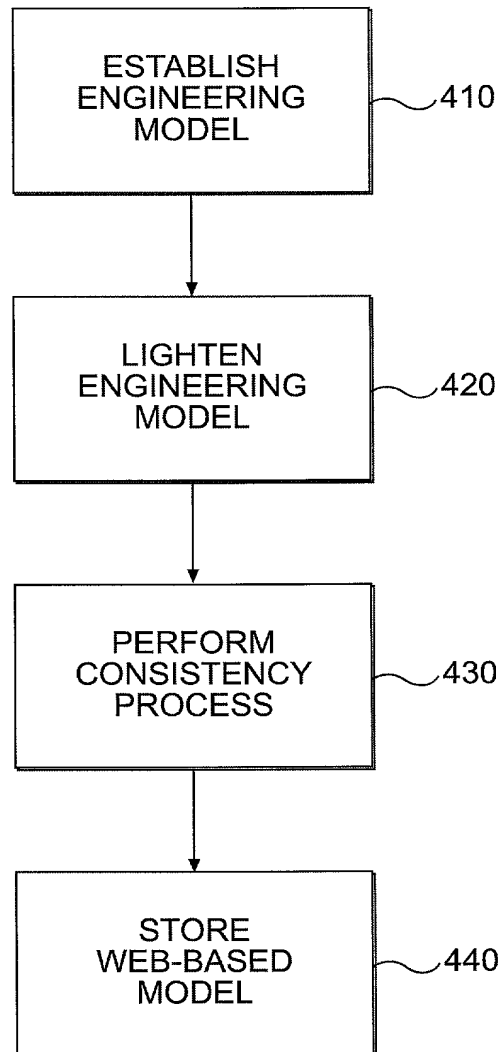 ESTABLISH
ENGINEERING
MODEL
410
LIGHTEN
ENGINEERING
MODEL
420
PERFORM
CONSISTENCY
PROCESS
430
STORE
WEB-BASED
MODEL
440